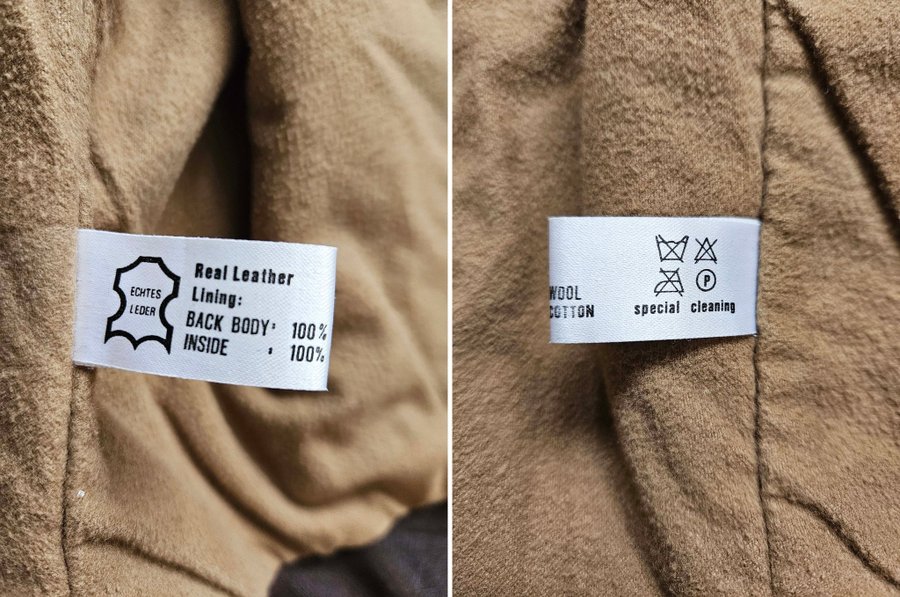 ECHTES
LEDER
Real Leather
Lining:
BACK BODY: 100%
INSIDE : 100%
WOOL
COTTON
P
special cleaning